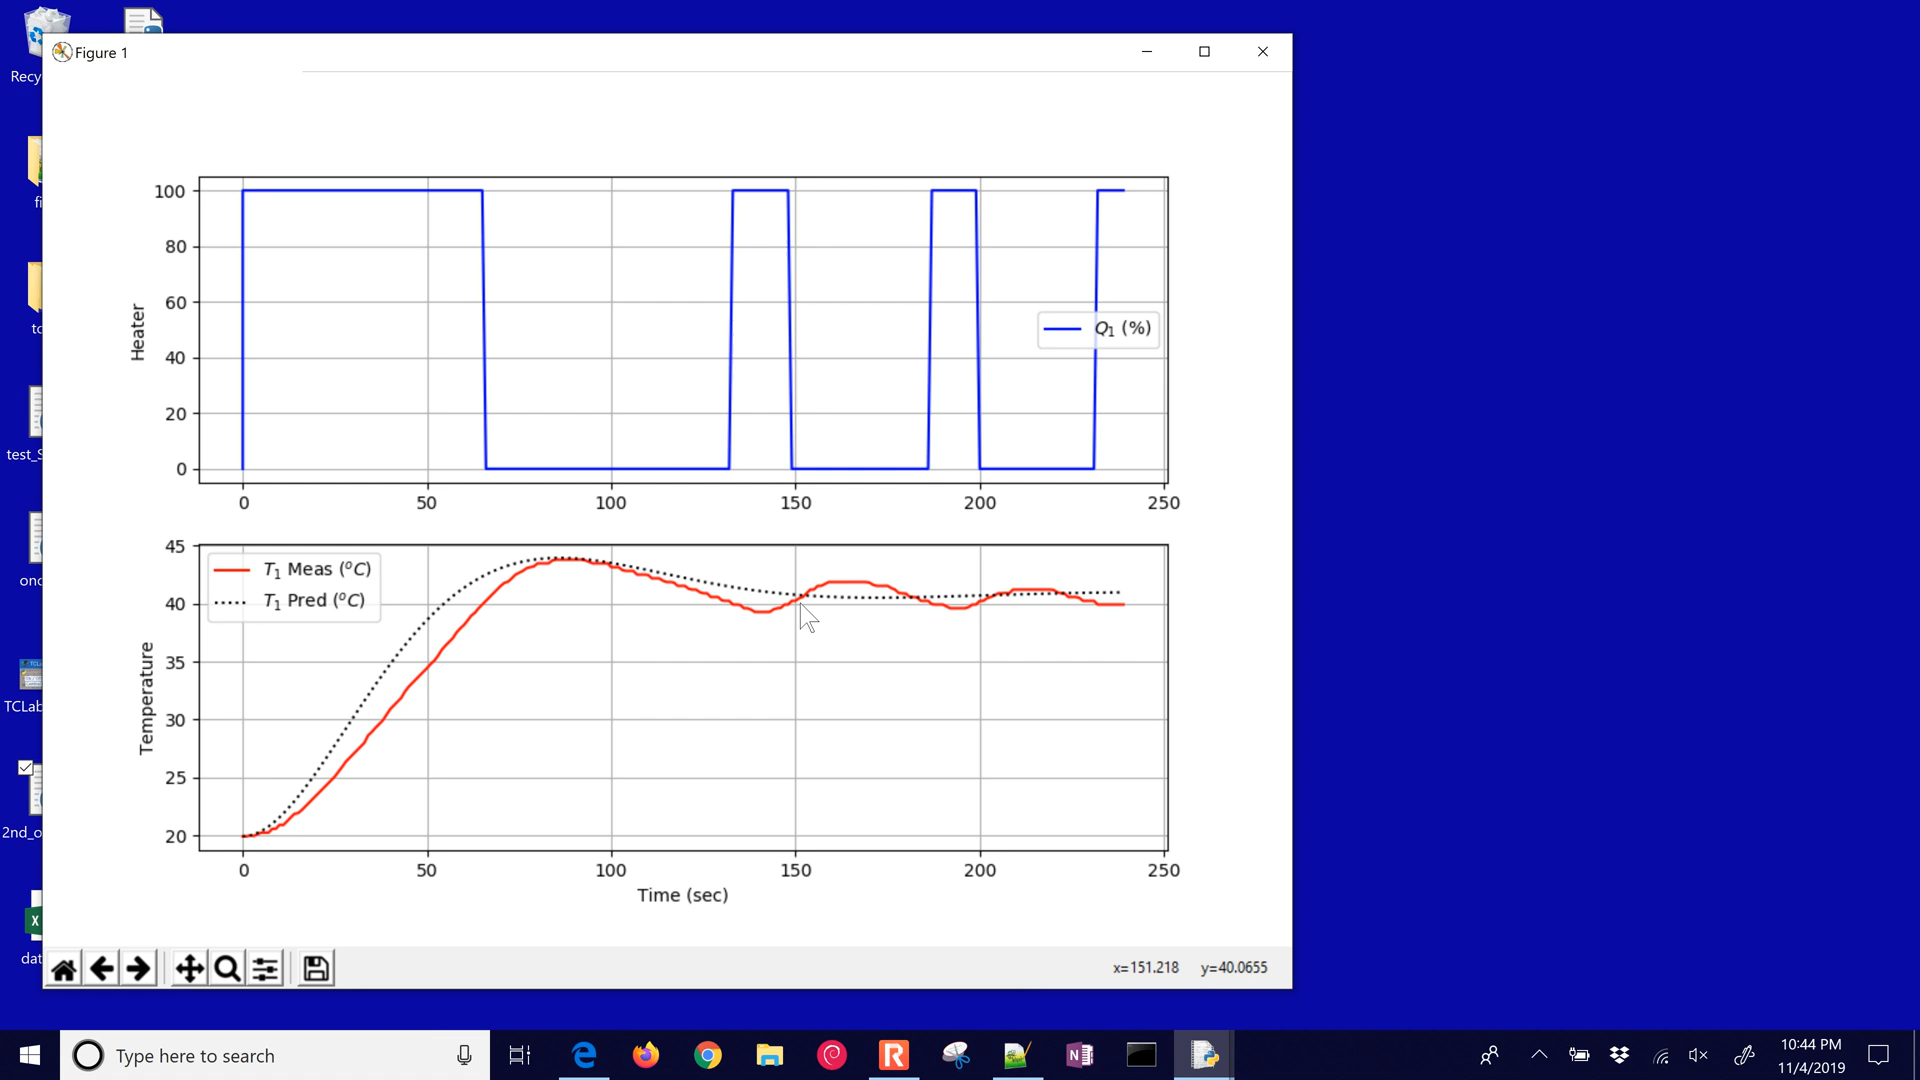 Figure 1
Recy
fi
tc
test_S
onc
TCLab
2nd_o
X
dat
100
80
60
40
20
0
Heater
Q1 (%)
0 50 100 150 200 250
45
40
35
30
25
20
Temperature
T1 Meas (°C)
T1 Pred (°C)
0 50 100 150 200 250
Time (sec)
x=151.218 y=40.0655
Type here to search
R
N
10:44 PM
11/4/2019